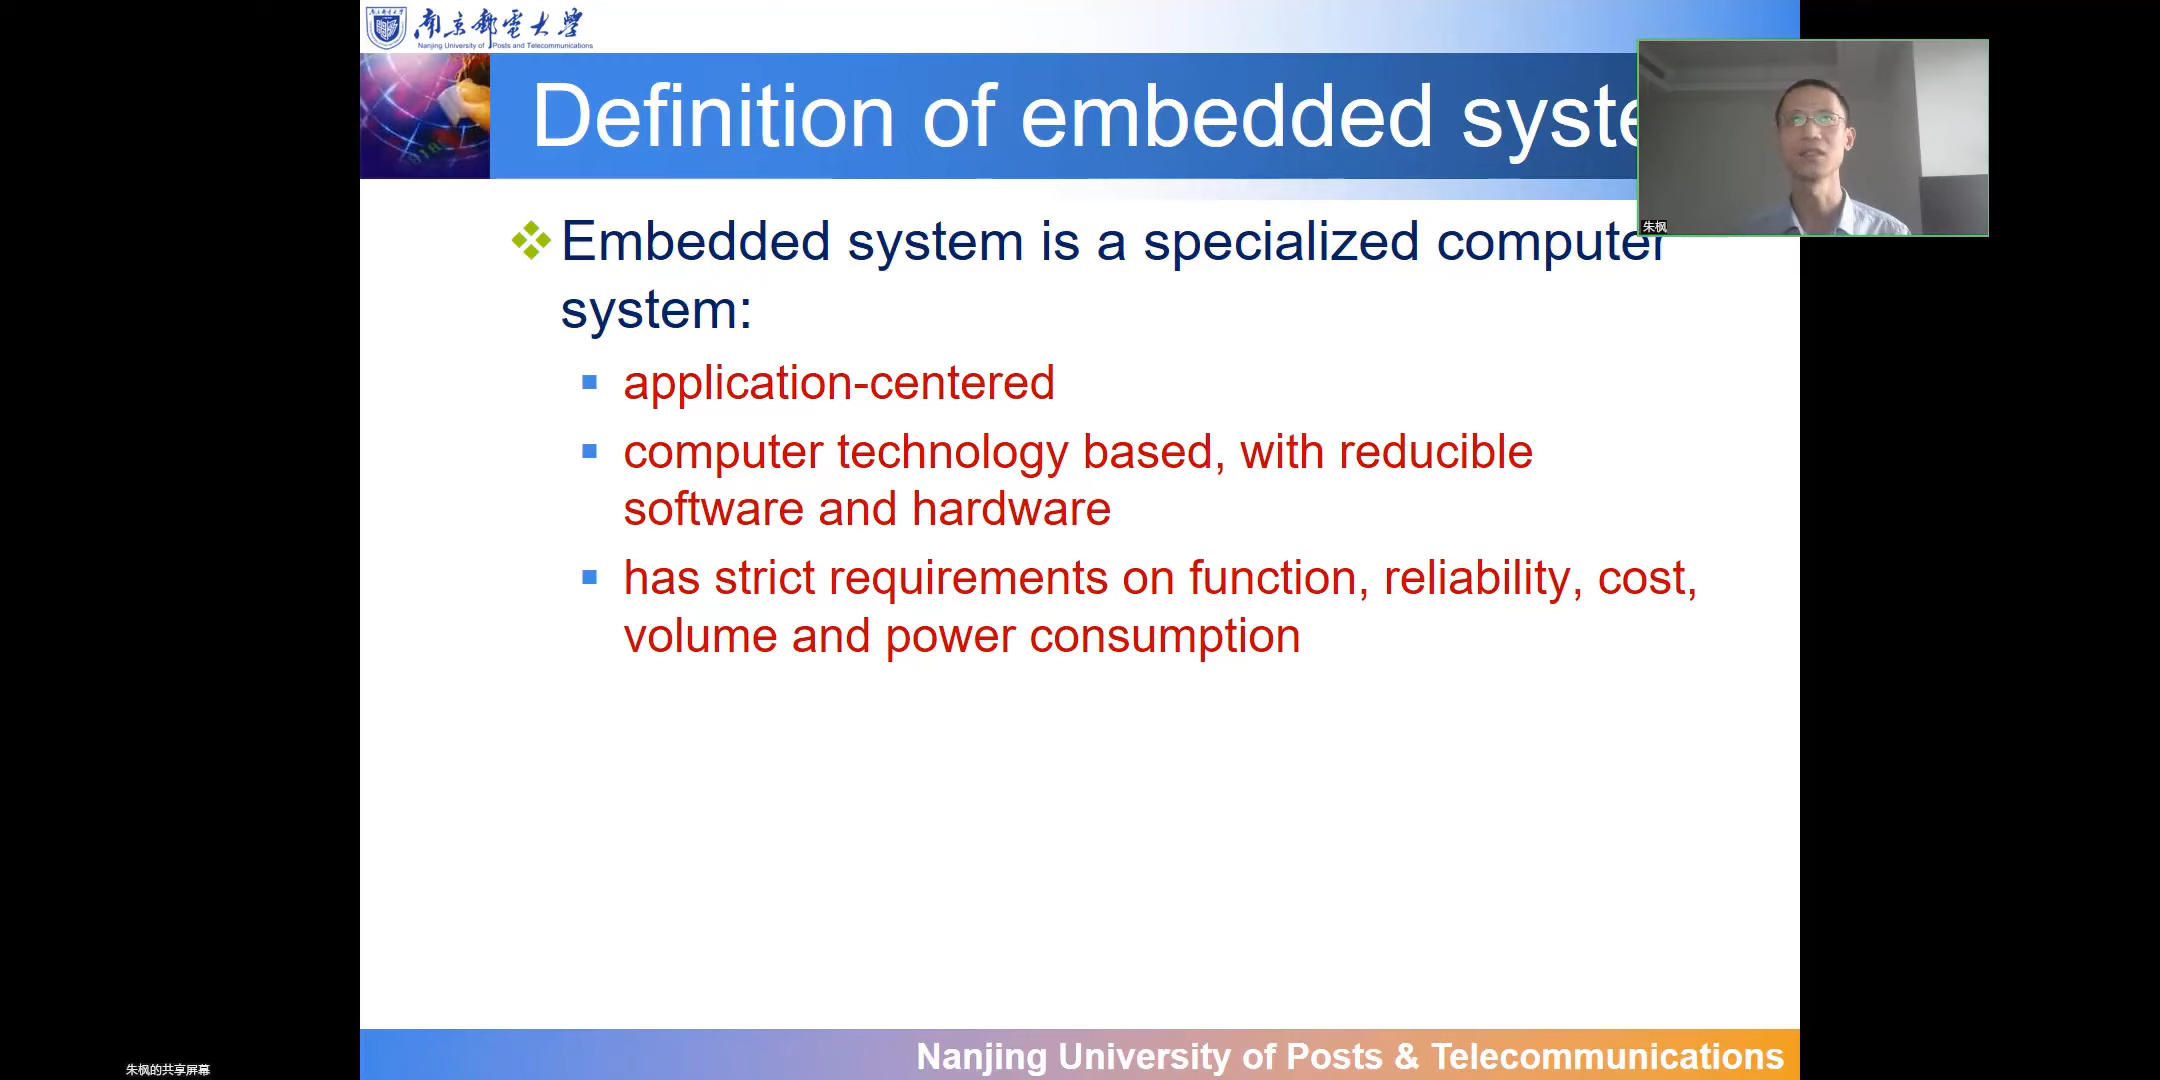 南京郵電大學
Nanjing University of Posts and Telecommunications
Definition of embedded syste
朱枫
Embedded system is a specialized computer
system:
application-centered
computer technology based, with reducible
software and hardware
has strict requirements on function, reliability, cost,
volume and power consumption
Nanjing University of Posts & Telecommunications
朱枫的共享屏幕